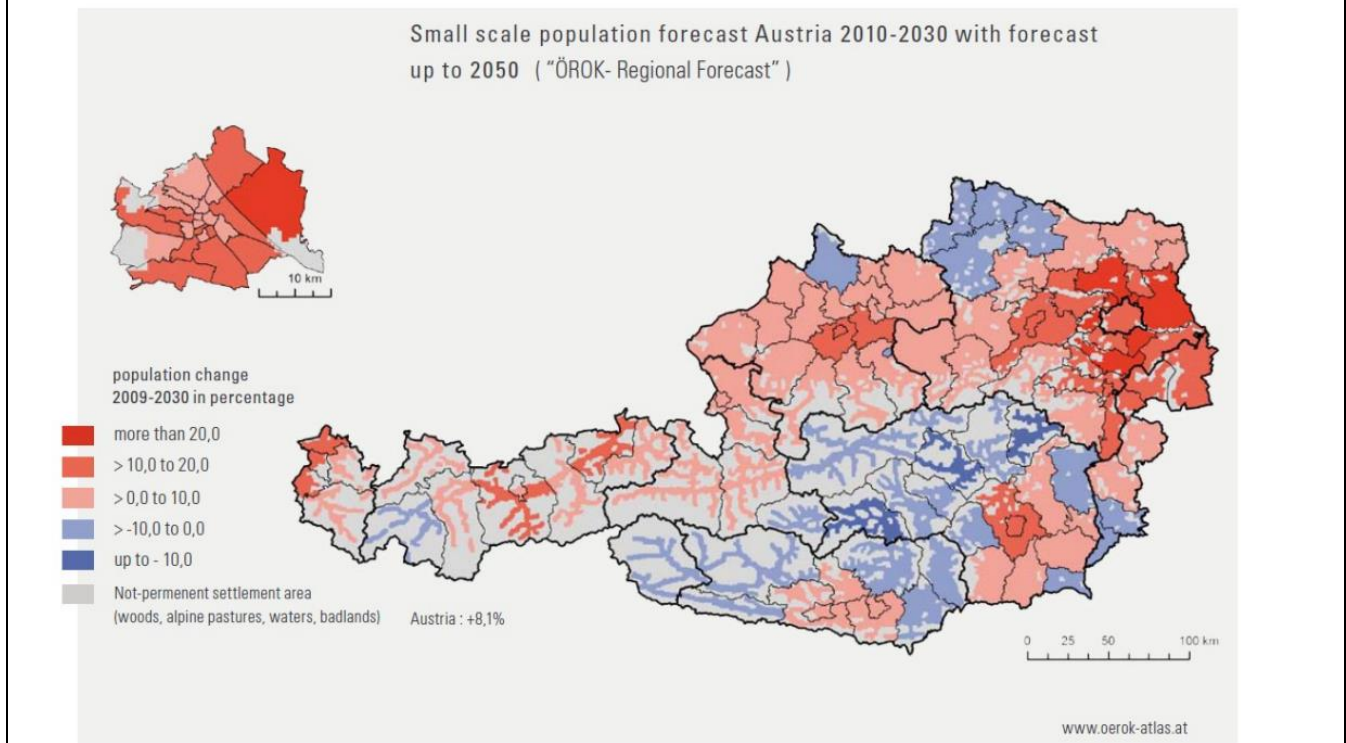 Small scale population forecast Austria 2010-2030 with forecast
up to 2050 ( “ÖROK- Regional Forecast” )
10 km
population change
2009-2030 in percentage
more than 20,0
> 10,0 to 20,0
> 0,0 to 10,0
> -10,0 to 0,0
up to - 10,0
Not-permenent settlement area
(woods, alpine pastures, waters, badlands)
Austria : +8,1%
0 25 50 100 km
www.oerok-atlas.at